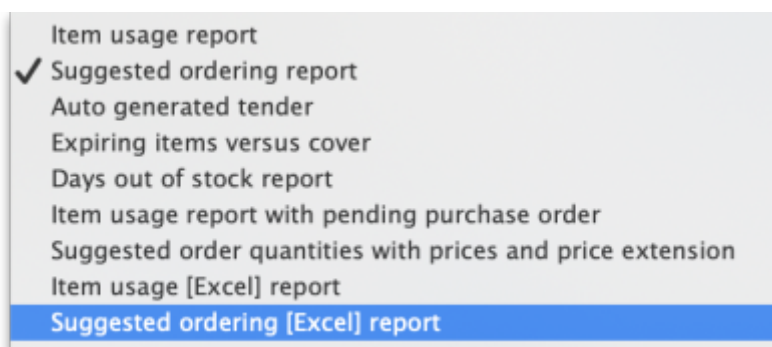 Item usage report
Suggested ordering report
Auto generated tender
Expiring items versus cover
Days out of stock report
Item usage report with pending purchase order
Suggested order quantities with prices and price extension
Item usage [Excel] report
Suggested ordering [Excel] report